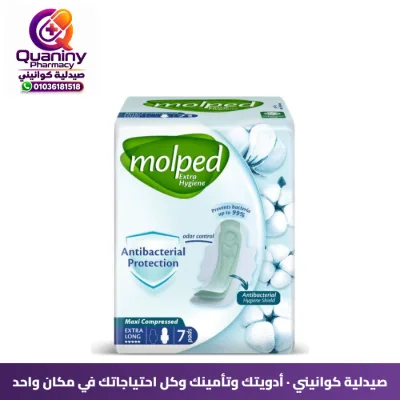 Quaniny
Pharmacy
صيدلية كوانيني
01036181518
molped
Extra
Hygiene
Prevents bacteria
up to 99%
odor control
Antibacterial
Protection
Antibacterial
Hygiene Shield
Maxi Compressed
EXTRA
LONG
7 pads
صيدلية كوانيني - أدويتك وتأمينك وكل احتياجاتك في مكان واحد